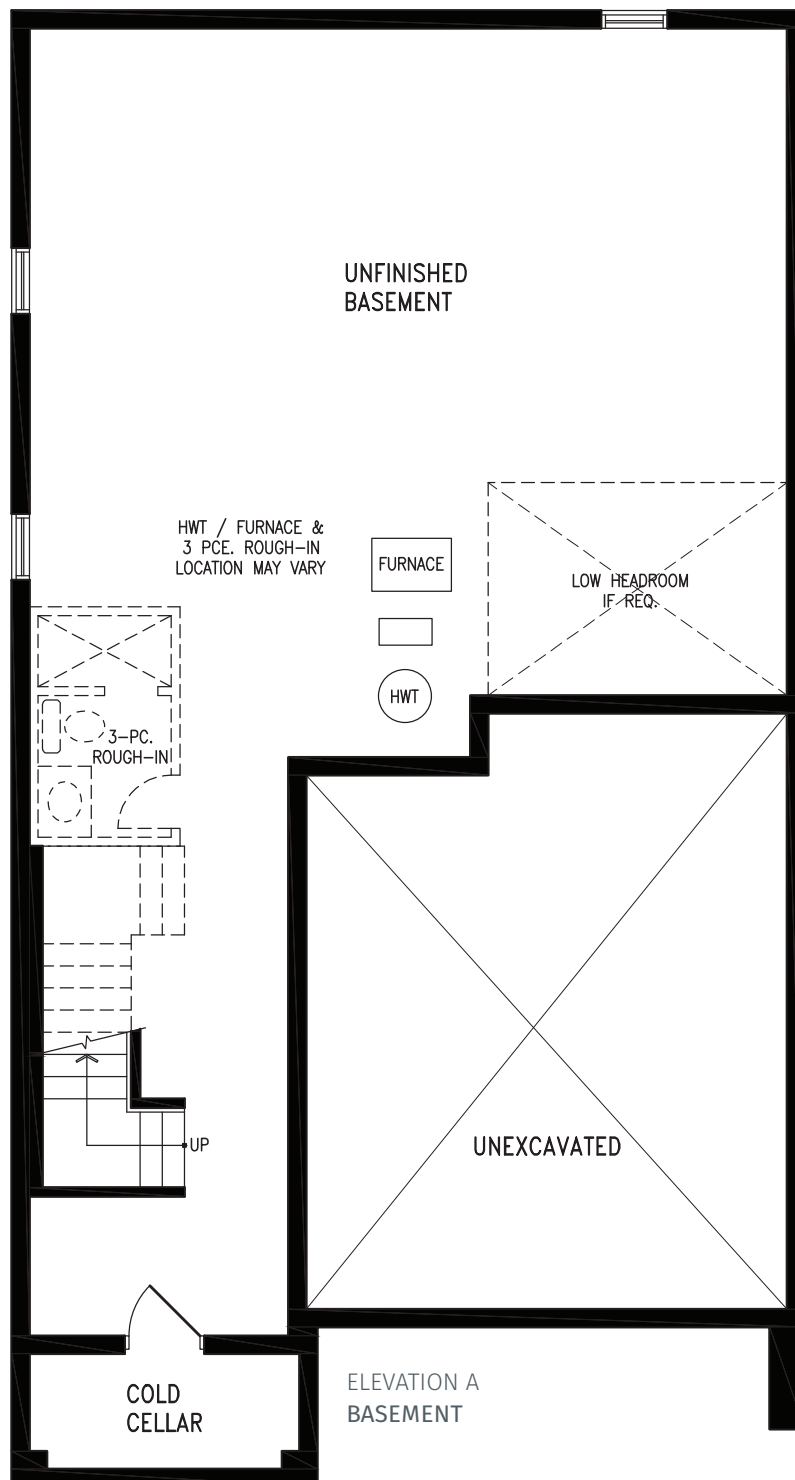 UNFINISHED
BASEMENT
HWT / FURNACE &
3 PCE. ROUGH-IN
LOCATION MAY VARY
FURNACE
LOW HEADROOM
IF REQ.
HWT
3-PC.
ROUGH-IN
UP
UNEXCAVATED
COLD
CELLAR
ELEVATION A
BASEMENT